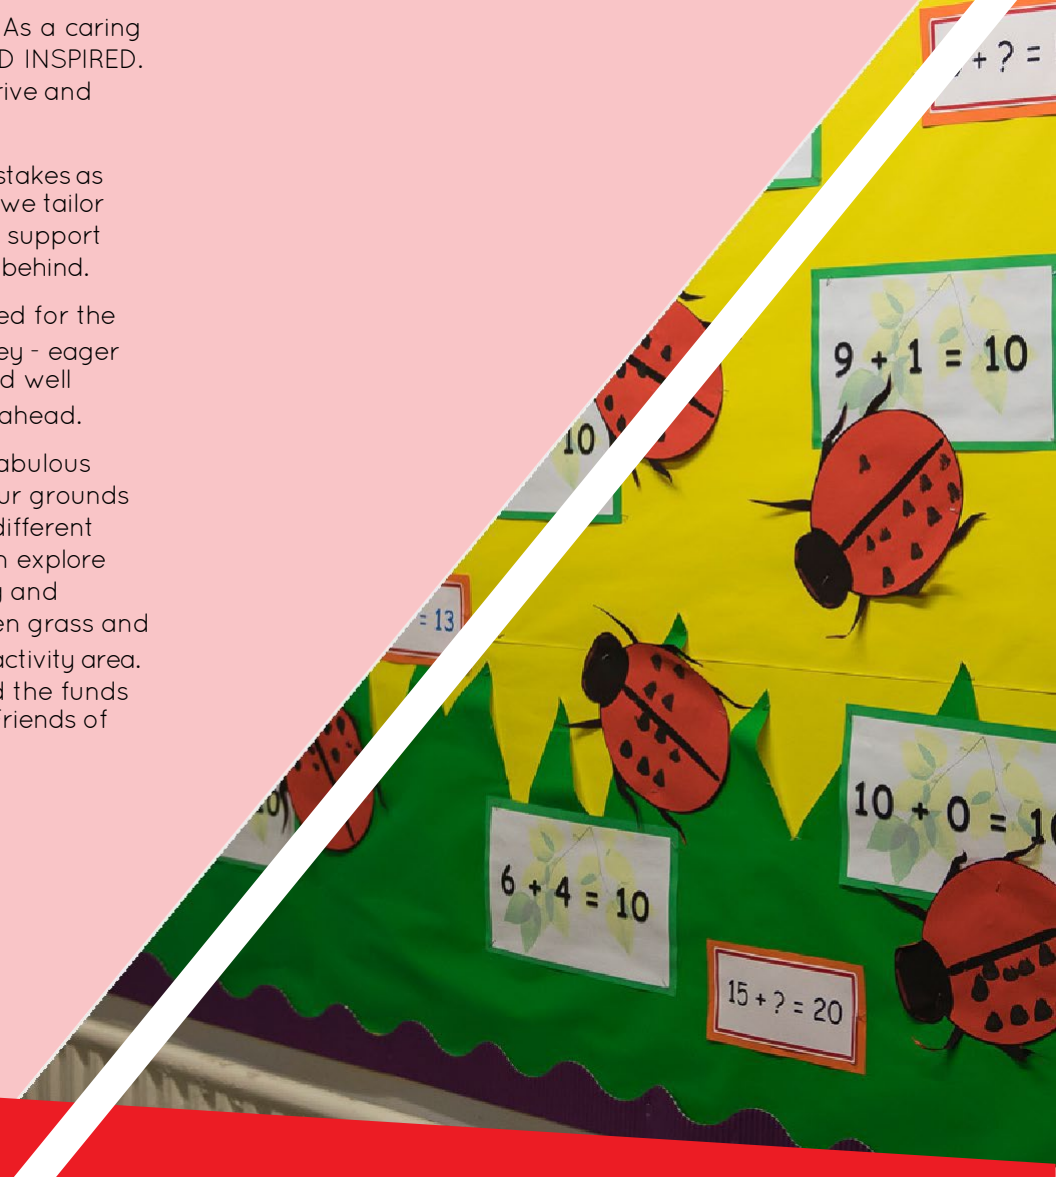 As a caring
D INSPIRED.
rive and
stakes as
we tailor
support
behind.
ed for the
ey - eager
d well
ahead.
abulous
ur grounds
different
n explore
g and
en grass and
activity area.
d the funds
friends of
+ ? =
9 + 1 = 10
10
= 13
10 + 0 = 10
6 + 4 = 10
15 + ? = 20